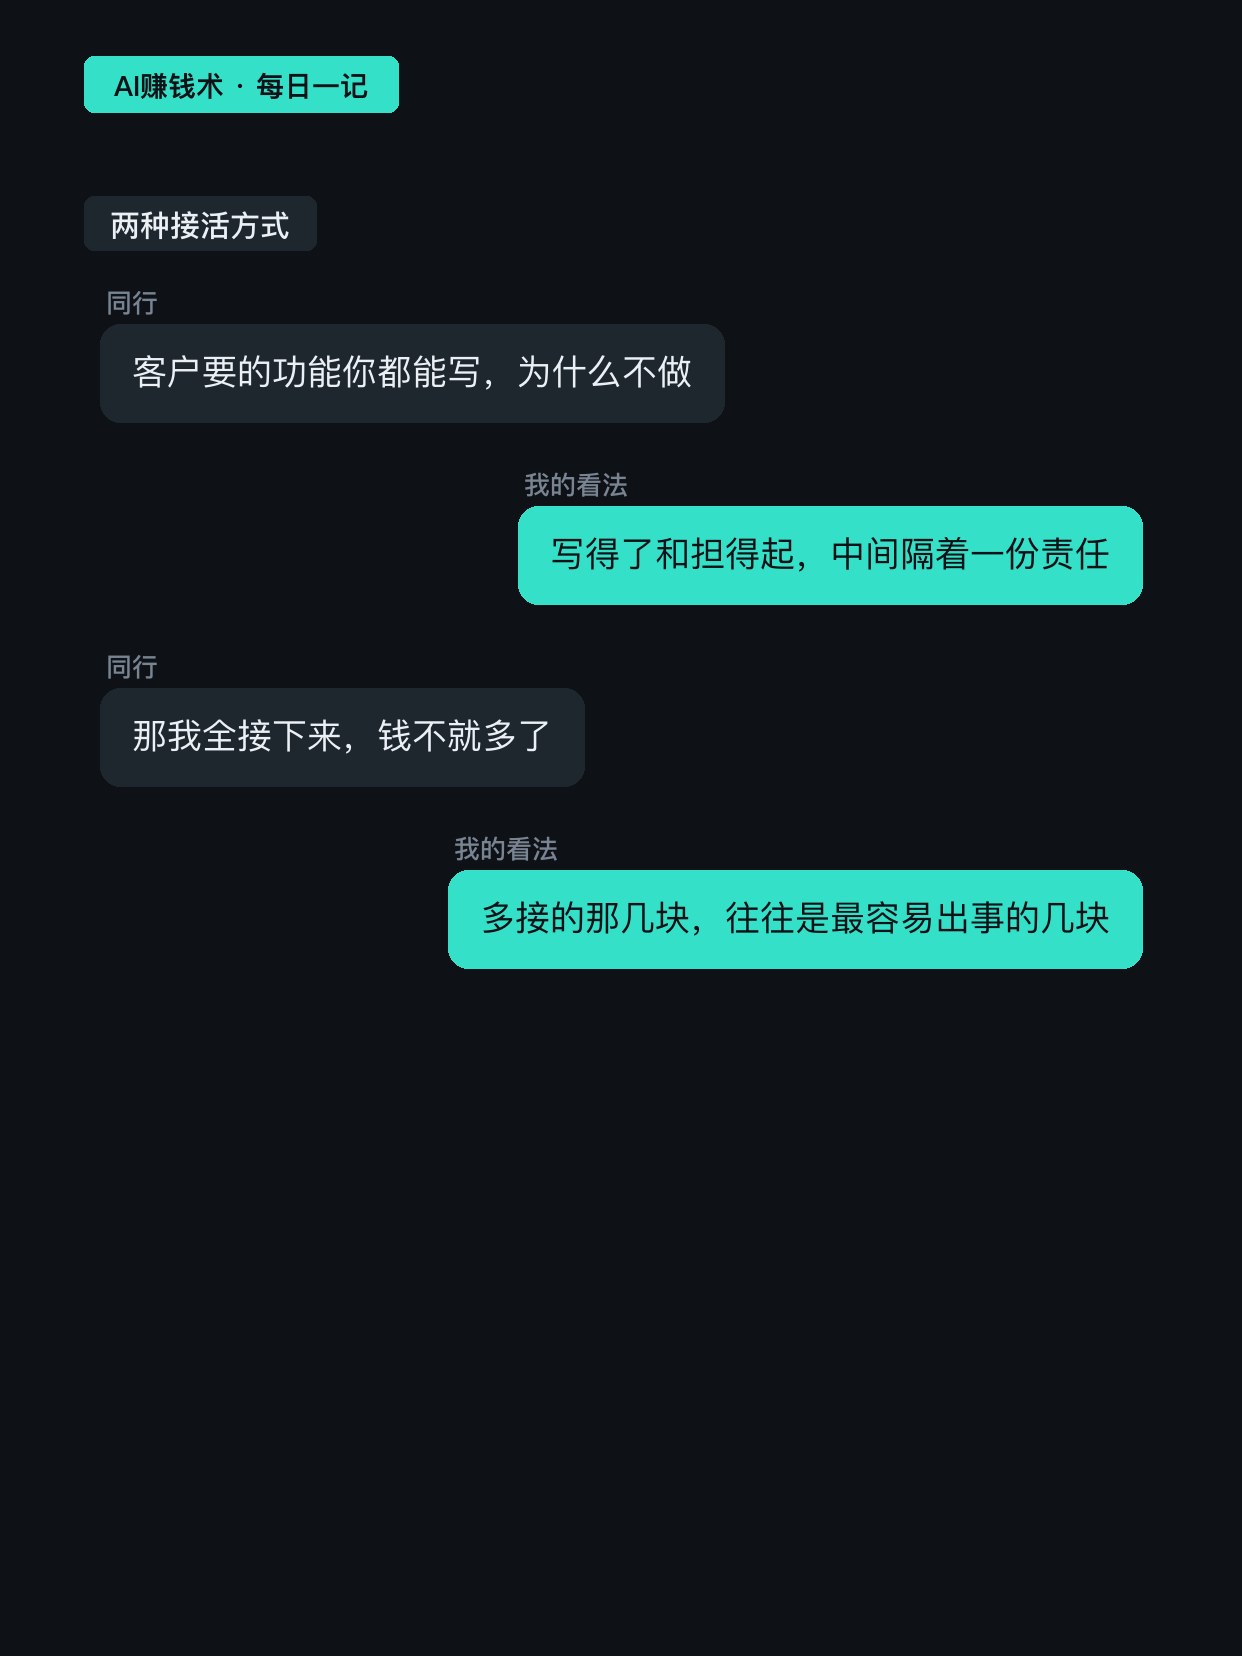 AI赚钱术 · 每日一记
两种接活方式
同行
客户要的功能你都能写，为什么不做
我的看法
写得了和担得起，中间隔着一份责任
同行
那我全接下来，钱不就多了
我的看法
多接的那几块，往往是最容易出事的几块